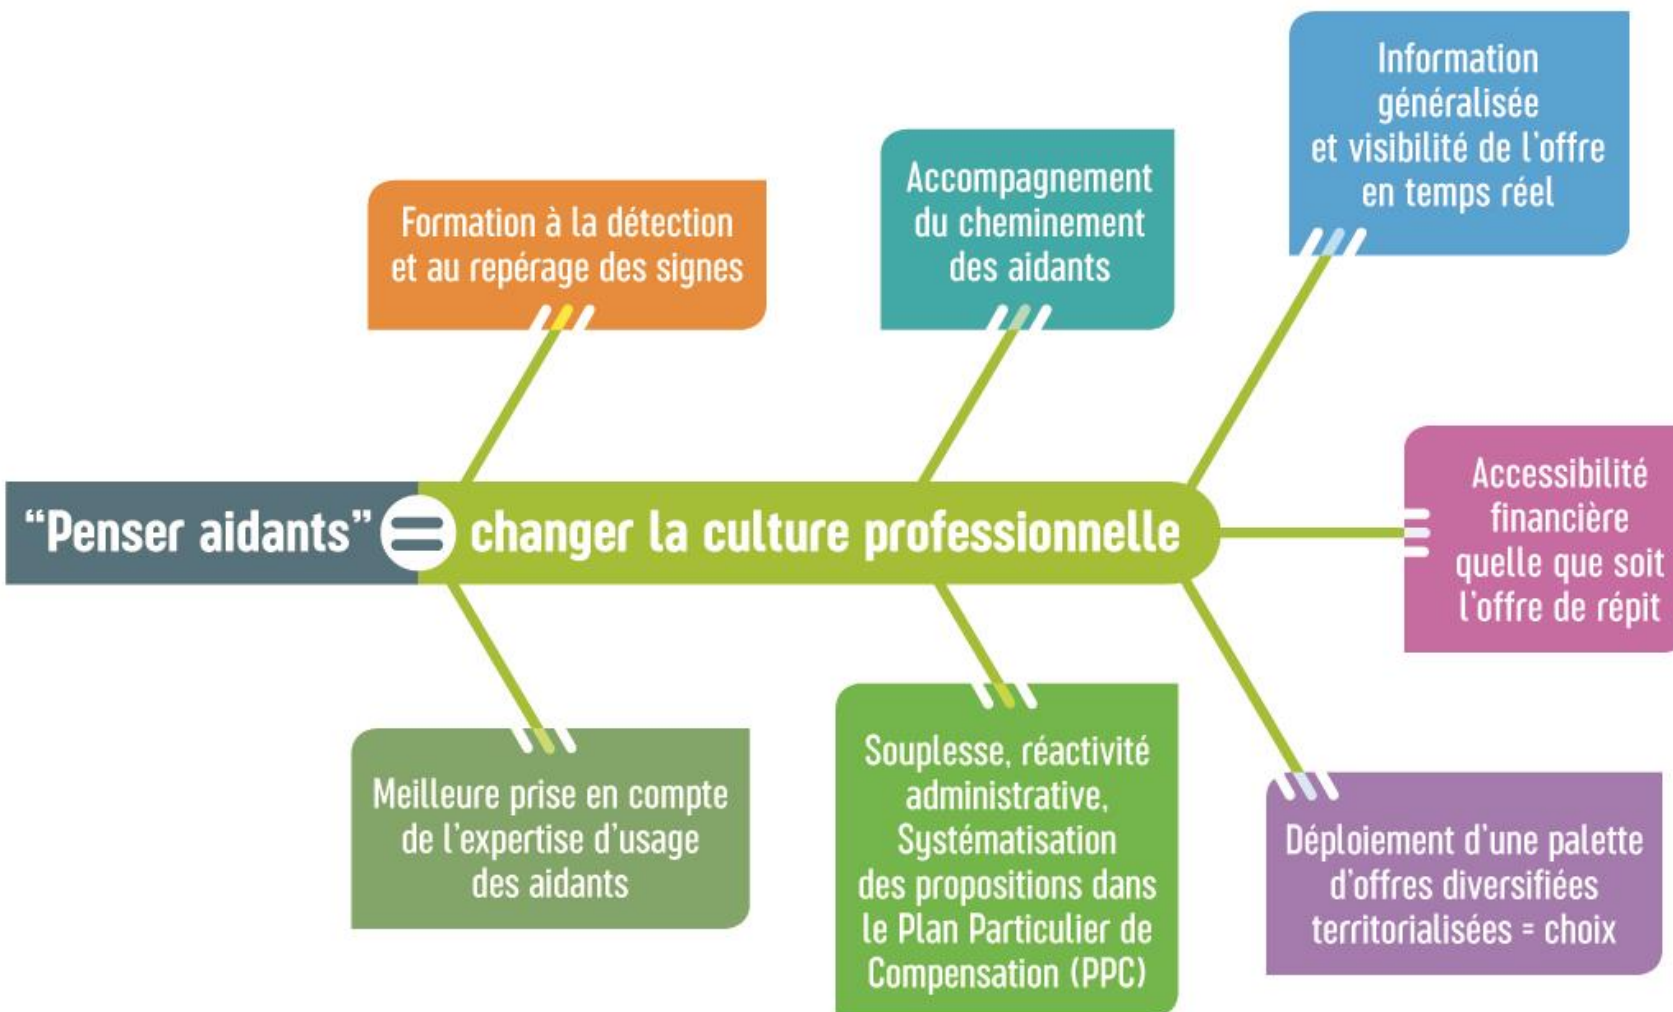 Information
généralisée
et visibilité de l'offre
en temps réel
Accompagnement
du cheminement
des aidants
Formation à la détection
et au repérage des signes
“Penser aidants” = changer la culture professionnelle
Accessibilité
financière
quelle que soit
l'offre de répit
Meilleure prise en compte
de l'expertise d'usage
des aidants
Souplesse, réactivité
administrative,
Systématisation
des propositions dans
le Plan Particulier de
Compensation (PPC)
Déploiement d'une palette
d'offres diversifiées
territorialisées = choix